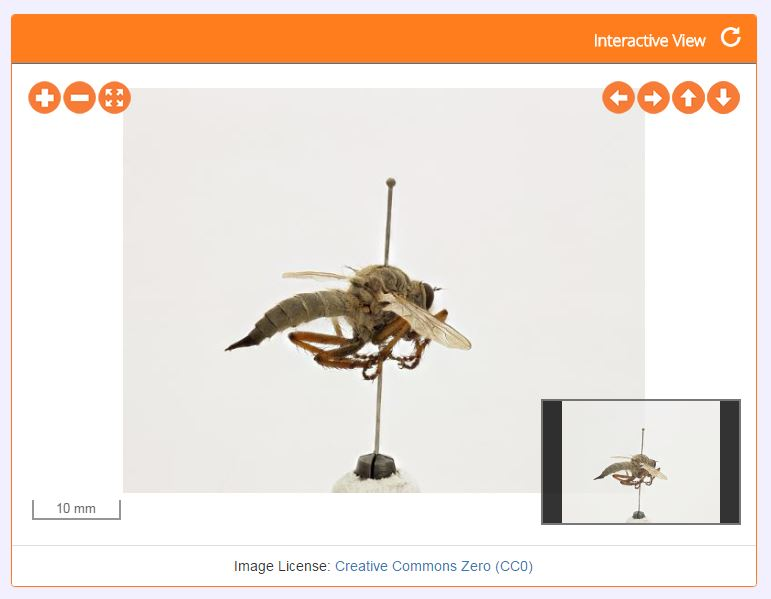 Interactive View
10 mm
Image License: Creative Commons Zero (CC0)